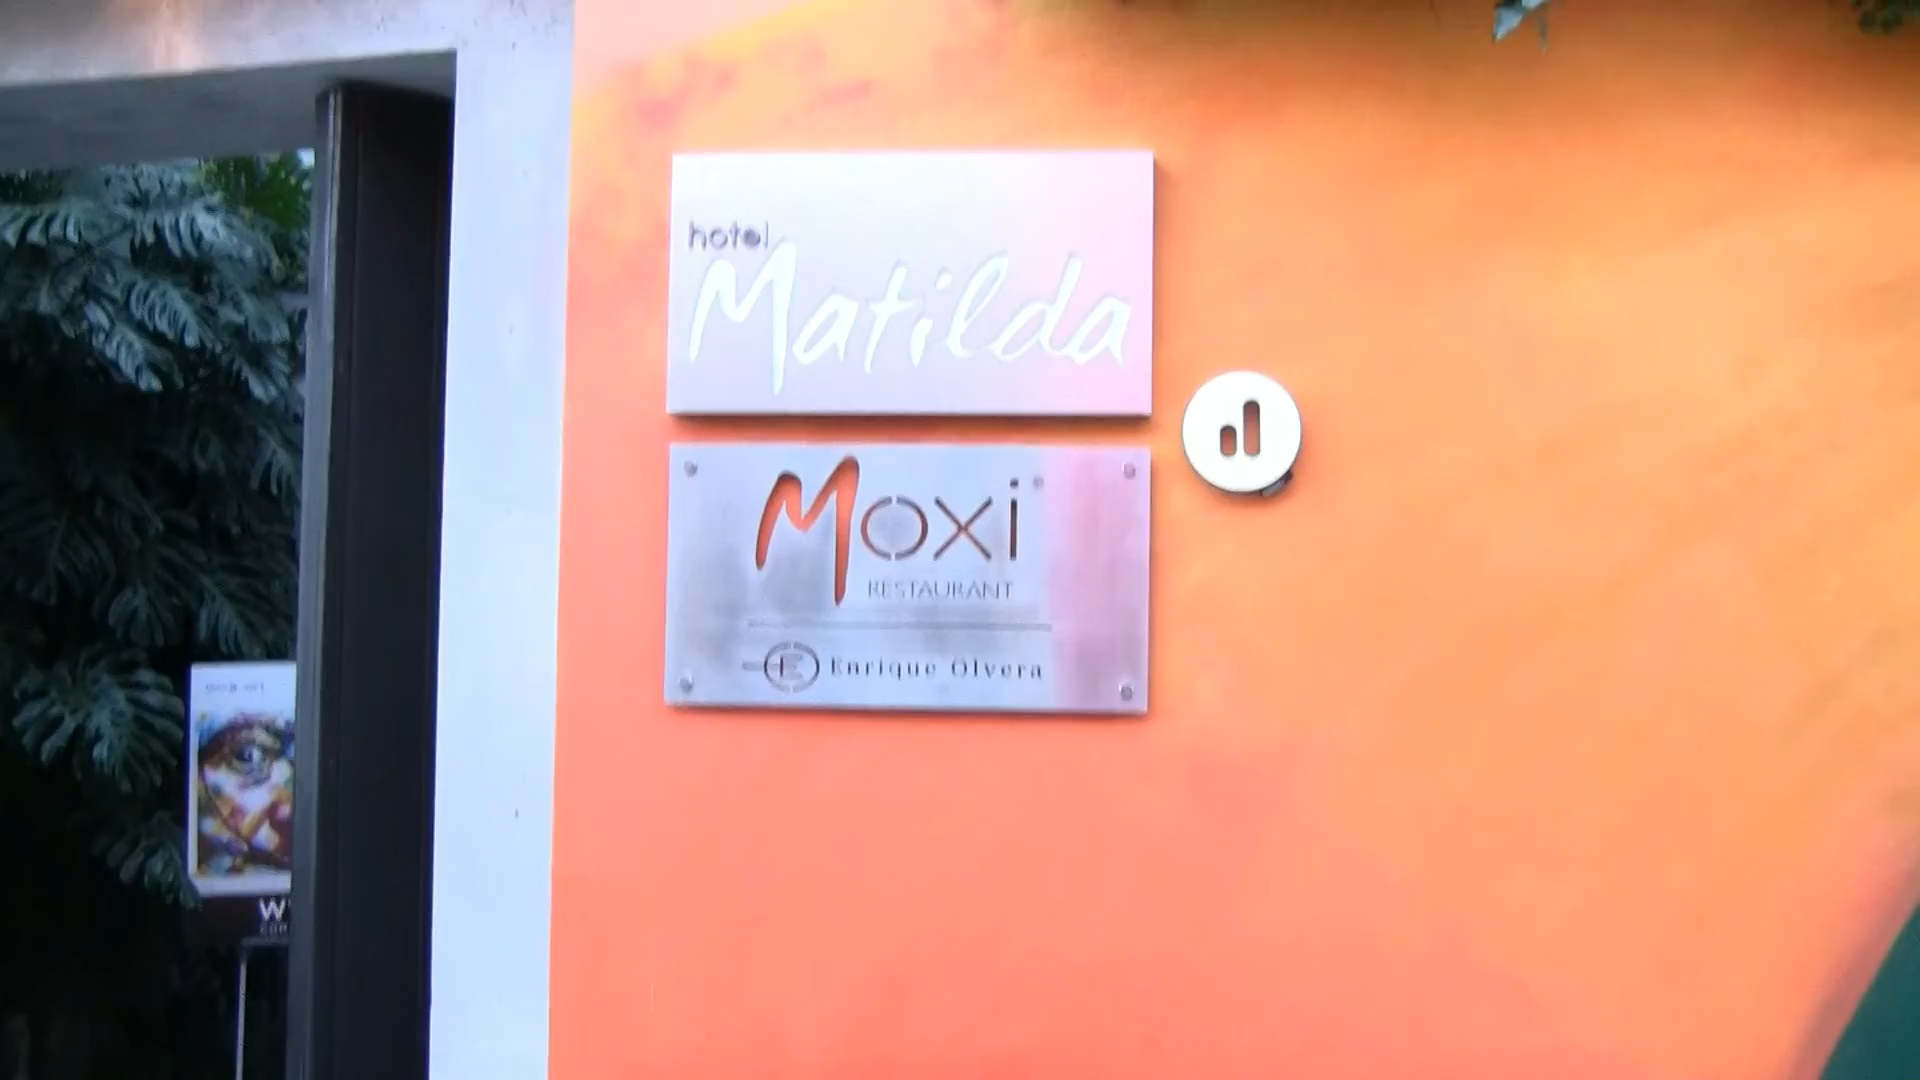 hotel
Matilda
Moxi
RESTAURANT
E Enrique Olvera